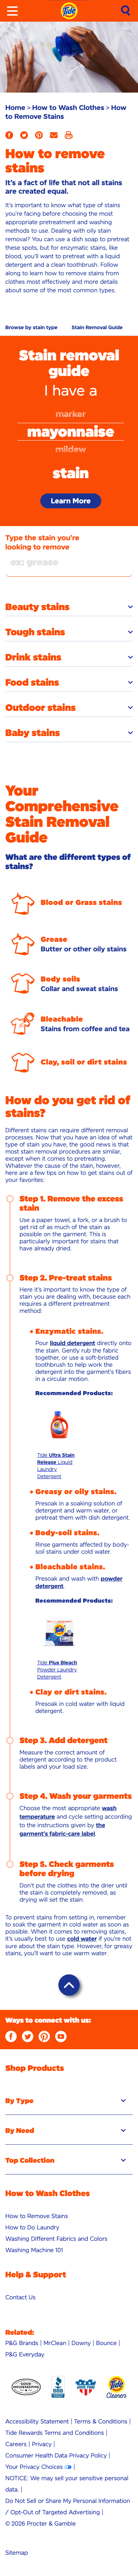 Tide
Home > How to Wash Clothes > How
to Remove Stains
How to remove
stains
It's a fact of life that not all stains
are created equal.
It's important to know what type of stains
you're facing before choosing the most
appropriate pretreatment and washing
methods to use. Dealing with oily stain
removal? You can use a dish soap to pretreat
these spots, but for enzymatic stains, like
blood, you'll want to pretreat with a liquid
detergent and a clean toothbrush. Follow
along to learn how to remove stains from
clothes most effectively and more details
about some of the most common types.
Browse by stain type
Stain Removal Guide
Stain removal
guide
I have a
marker
mayonnaise
mildew
stain
Learn More
Type the stain you're
looking to remove
ex: grease
Beauty stains
Tough stains
Drink stains
Food stains
Outdoor stains
Baby stains
Your
Comprehensive
Stain Removal
Guide
What are the different types of
stains?
Blood or Grass stains
Grease
Butter or other oily stains
Body soils
Collar and sweat stains
Bleachable
Stains from coffee and tea
Clay, soil or dirt stains
How do you get rid of
stains?
Different stains can require different removal
processes. Now that you have an idea of what
type of stain you have, the good news is that
most stain removal procedures are similar,
except when it comes to pretreating.
Whatever the cause of the stain, however,
here are a few tips on how to get stains out of
your favorites:
Step 1. Remove the excess
stain
Use a paper towel, a fork, or a brush to
get rid of as much of the stain as
possible on the garment. This is
particularly important for stains that
have already dried.
Step 2. Pre-treat stains
Here it's important to know the type of
stain you are dealing with, because each
requires a different pretreatment
method:
• Enzymatic stains.
Pour liquid detergent directly onto
the stain. Gently rub the fabric
together, or use a soft-bristled
toothbrush to help work the
detergent into the garment's fibers
in a circular motion.
Recommended Products:
Tide Ultra Stain
Release Liquid
Laundry
Detergent
• Greasy or oily stains.
Presoak in a soaking solution of
detergent and warm water, or
pretreat them with dish detergent.
• Body-soil stains.
Rinse garments affected by body-
soil stains under cold water.
• Bleachable stains.
Presoak and wash with powder
detergent.
Recommended Products:
Tide Plus Bleach
Powder Laundry
Detergent
• Clay or dirt stains.
Presoak in cold water with liquid
detergent.
Step 3. Add detergent
Measure the correct amount of
detergent according to the product
labels and your load size.
Step 4. Wash your garments
Choose the most appropriate wash
temperature and cycle setting according
to the instructions given by the
garment's fabric-care label.
Step 5. Check garments
before drying
Don't put the clothes into the drier until
the stain is completely removed, as
drying will set the stain.
To prevent stains from setting in, remember
to soak the garment in cold water as soon as
possible. When it comes to removing stains,
it's usually best to use cold water if you're not
sure about the stain type. However, for greasy
stains, you'll want to use warm water.
Ways to connect with us:
Shop Products
By Type
By Need
Top Collection
How to Wash Clothes
How to Remove Stains
How to Do Laundry
Washing Different Fabrics and Colors
Washing Machine 101
Help & Support
Contact Us
Related:
P&G Brands | MrClean | Downy | Bounce |
P&G Everyday
GOOD HOUSEKEEPING
BBB
Tide
Cleaners
Accessibility Statement | Terms & Conditions |
Tide Rewards Terms and Conditions |
Careers | Privacy |
Consumer Health Data Privacy Policy |
Your Privacy Choices |
NOTICE: We may sell your sensitive personal
data. |
Do Not Sell or Share My Personal Information
/ Opt-Out of Targeted Advertising |
© 2026 Procter & Gamble
Sitemap